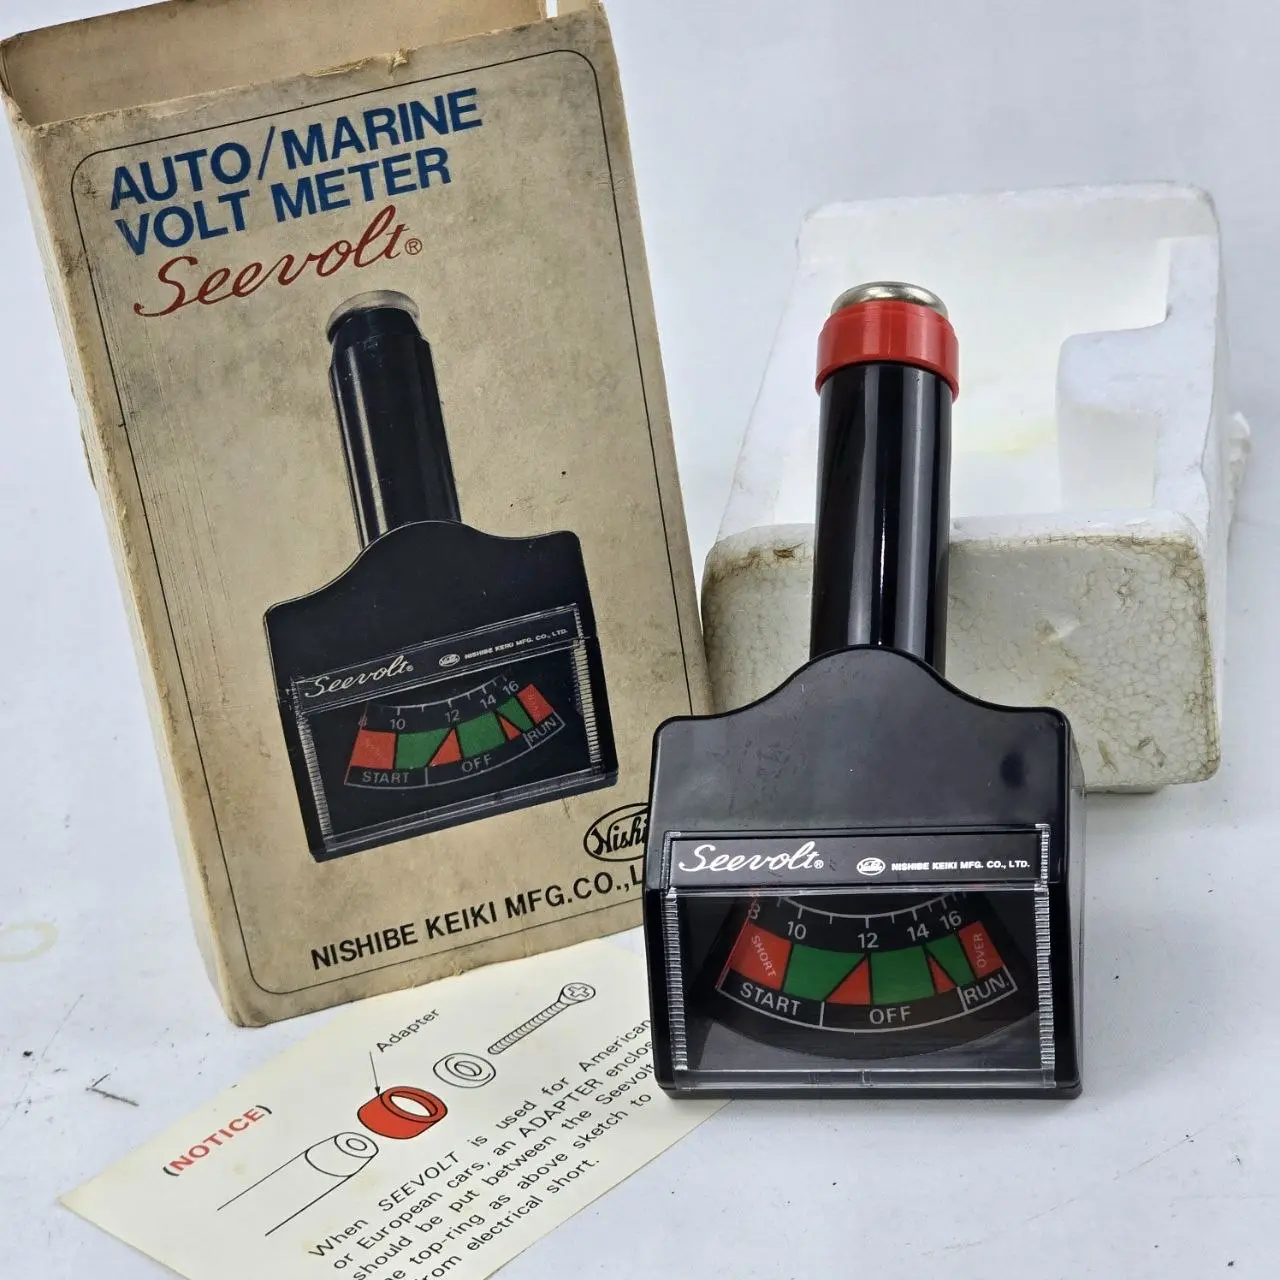 AUTO/MARINE
VOLT METER
Seevolt®
Seevolt® NISHIBE KEIKI MFG. CO., LTD.
8 10 12 14 16
START OFF RUN
NISHIBE KEIKI MFG.CO.,
Seevolt® NISHIBE KEIKI MFG. CO., LTD.
8 10 12 14 16
SHORT OVER
START OFF RUN
Adapter
(NOTICE)
When SEEVOLT is used for American
or European cars, an ADAPTER
should be put between the Seevolt
top-ring as above sketch to
electrical short.